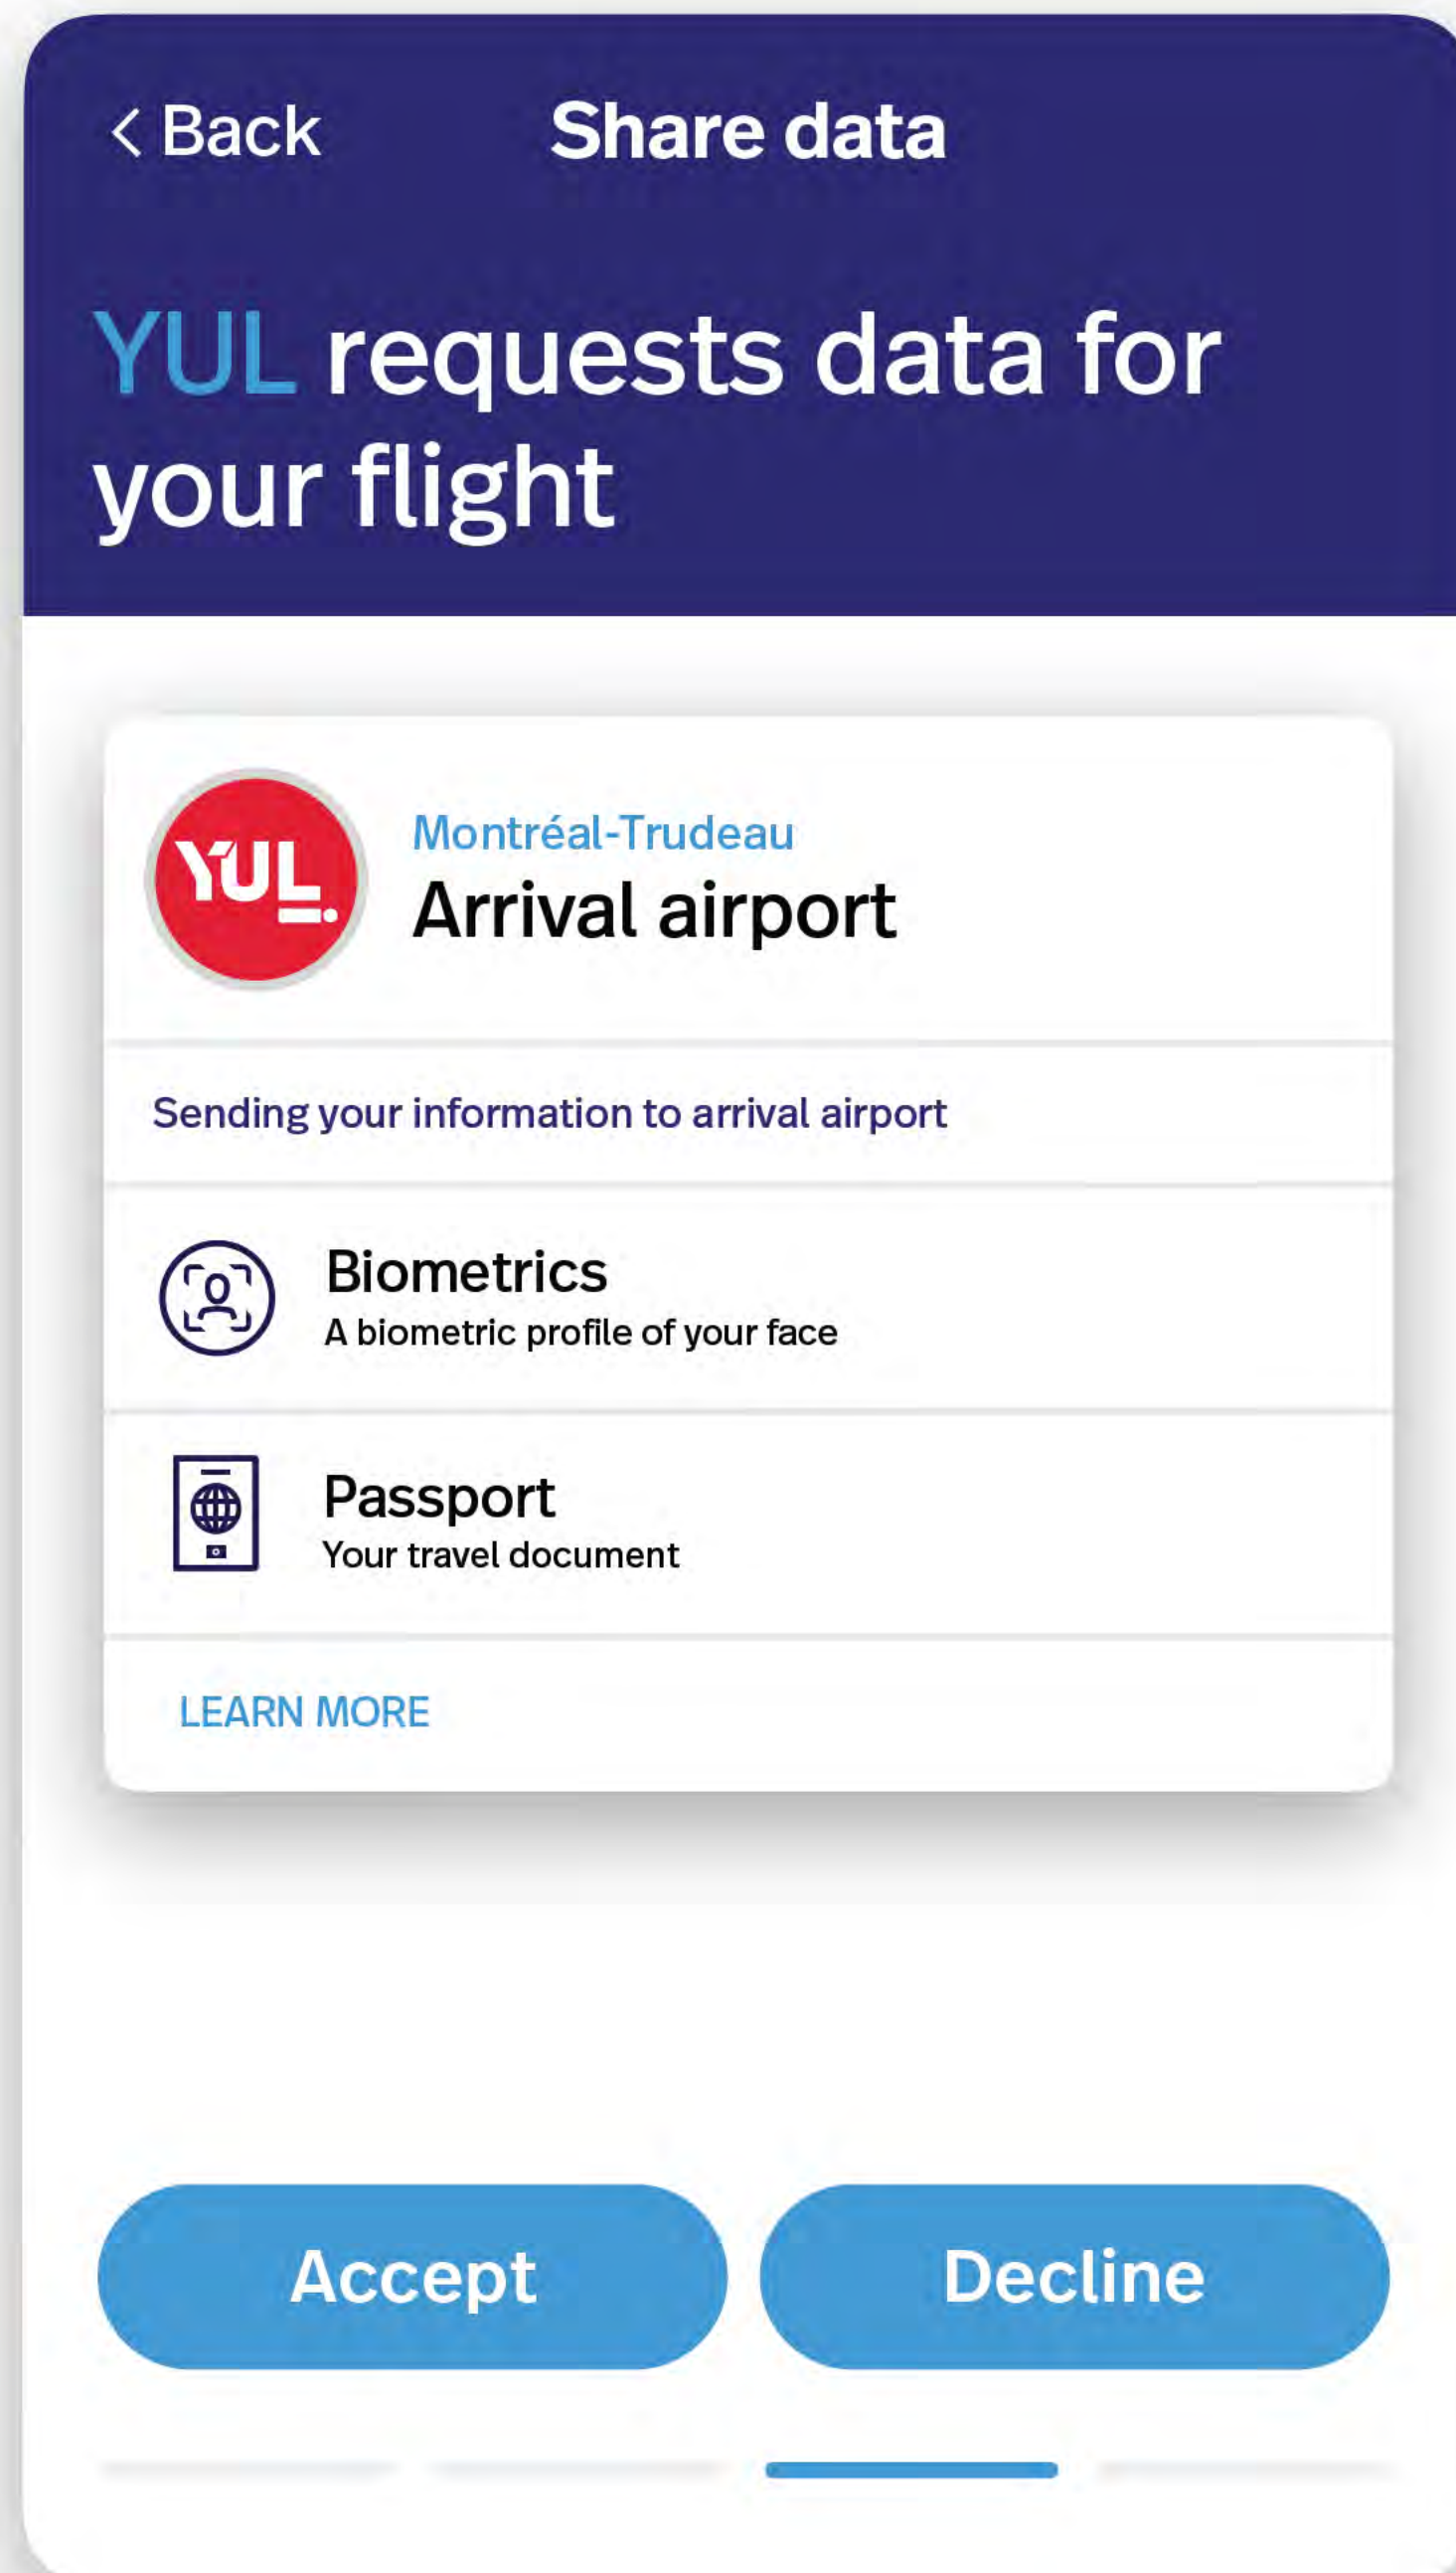 < Back
Share data
YUL requests data for
your flight
YUL
Montréal-Trudeau
Arrival airport
Sending your information to arrival airport
Biometrics
A biometric profile of your face
Passport
Your travel document
LEARN MORE
Accept
Decline